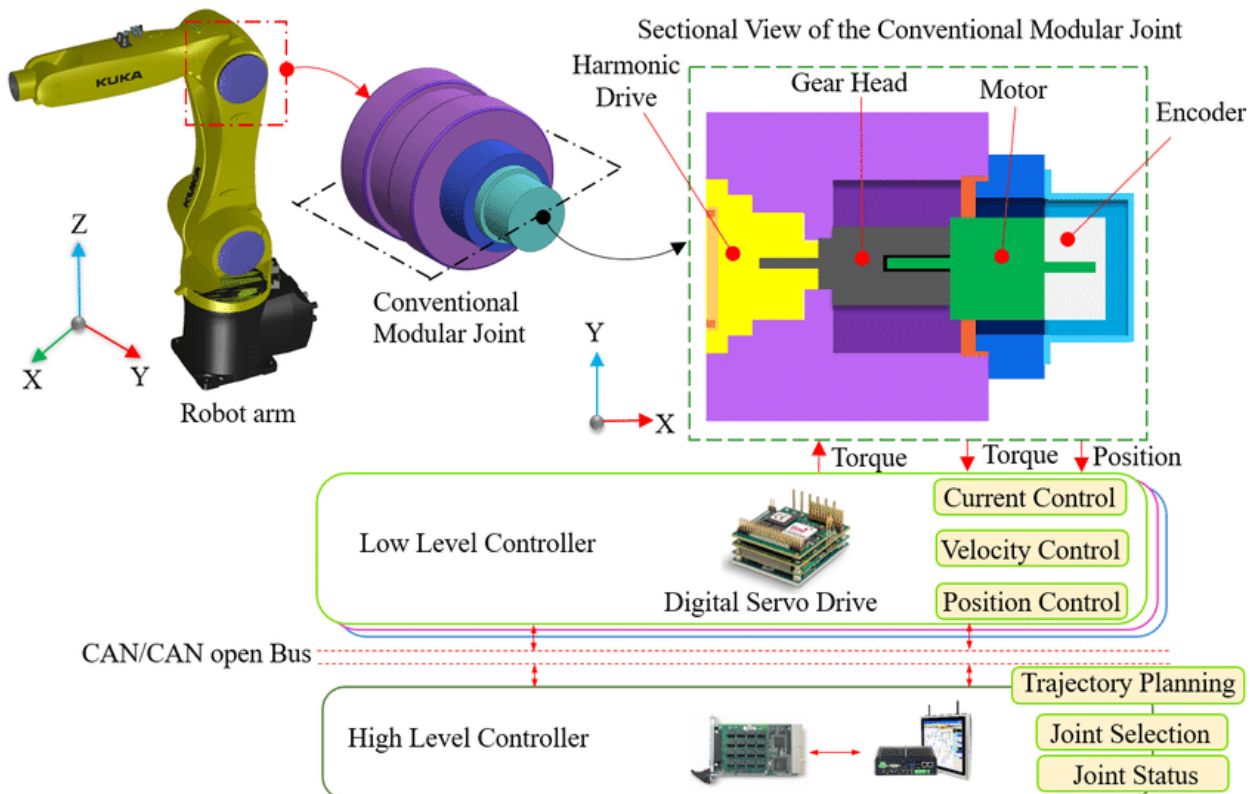 Sectional View of the Conventional Modular Joint
Harmonic
Drive
Gear Head
Motor
Encoder
KUKA
KUKA
Z
X
Y
Robot arm
Conventional
Modular Joint
Y
X
Torque
Torque
Position
Low Level Controller
Digital Servo Drive
Current Control
Velocity Control
Position Control
CAN/CAN open Bus
High Level Controller
Trajectory Planning
Joint Selection
Joint Status